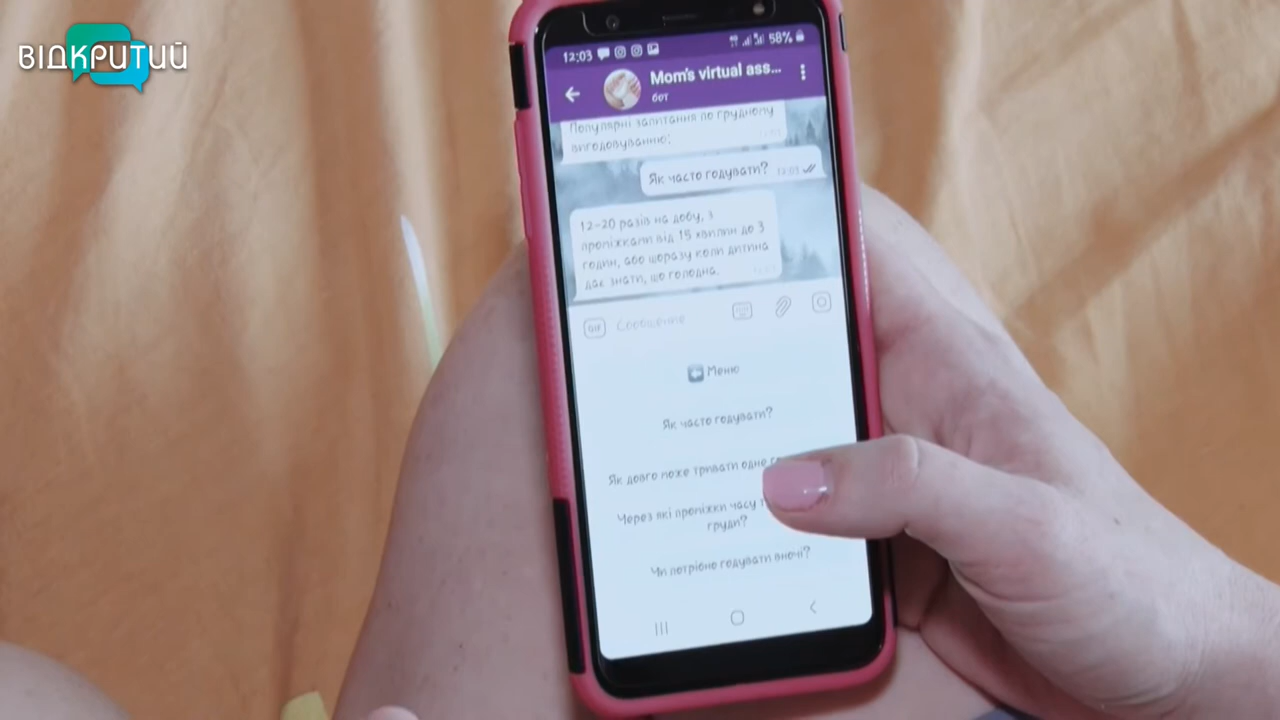 ВІДКРИТИЙ
12:03
58%
Mom's virtual ass...
бот
Популярні запитання по грудному
вигодовуванню:
Як часто годувати?
12:03
12-20 разів на добу, з
проміжками від 15 хвилин до 3
годин, або щоразу коли дитина
дає знати, що голодна.
12:03
GIF
Сообщение
Меню
Як часто годувати?
Як довго може тривати одне
Через які проміжки часу
груди?
Чи потрібно годувати вночі?